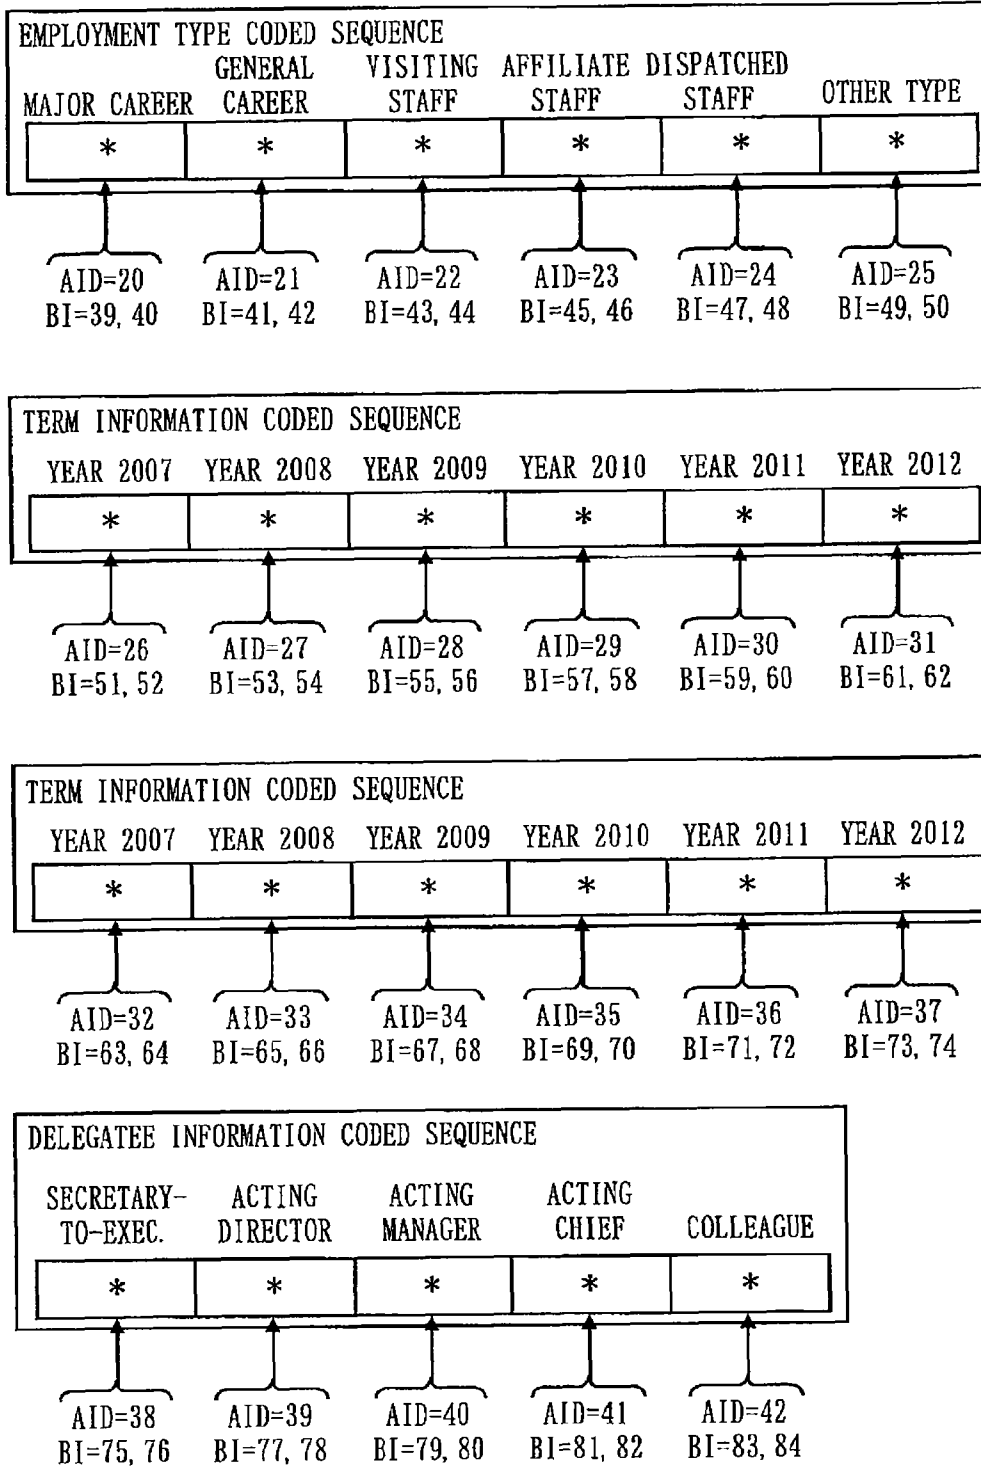 EMPLOYMENT TYPE CODED SEQUENCE
GENERAL VISITING AFFILIATE DISPATCHED
MAJOR CAREER CAREER STAFF STAFF STAFF OTHER TYPE
* * * * * *
AID=20 AID=21 AID=22 AID=23 AID=24 AID=25
BI=39, 40 BI=41, 42 BI=43, 44 BI=45, 46 BI=47, 48 BI=49, 50
TERM INFORMATION CODED SEQUENCE
YEAR 2007 YEAR 2008 YEAR 2009 YEAR 2010 YEAR 2011 YEAR 2012
* * * * * *
AID=26 AID=27 AID=28 AID=29 AID=30 AID=31
BI=51, 52 BI=53, 54 BI=55, 56 BI=57, 58 BI=59, 60 BI=61, 62
TERM INFORMATION CODED SEQUENCE
YEAR 2007 YEAR 2008 YEAR 2009 YEAR 2010 YEAR 2011 YEAR 2012
* * * * * *
AID=32 AID=33 AID=34 AID=35 AID=36 AID=37
BI=63, 64 BI=65, 66 BI=67, 68 BI=69, 70 BI=71, 72 BI=73, 74
DELEGATEE INFORMATION CODED SEQUENCE
SECRETARY- ACTING ACTING ACTING
TO-EXEC. DIRECTOR MANAGER CHIEF COLLEAGUE
* * * * *
AID=38 AID=39 AID=40 AID=41 AID=42
BI=75, 76 BI=77, 78 BI=79, 80 BI=81, 82 BI=83, 84